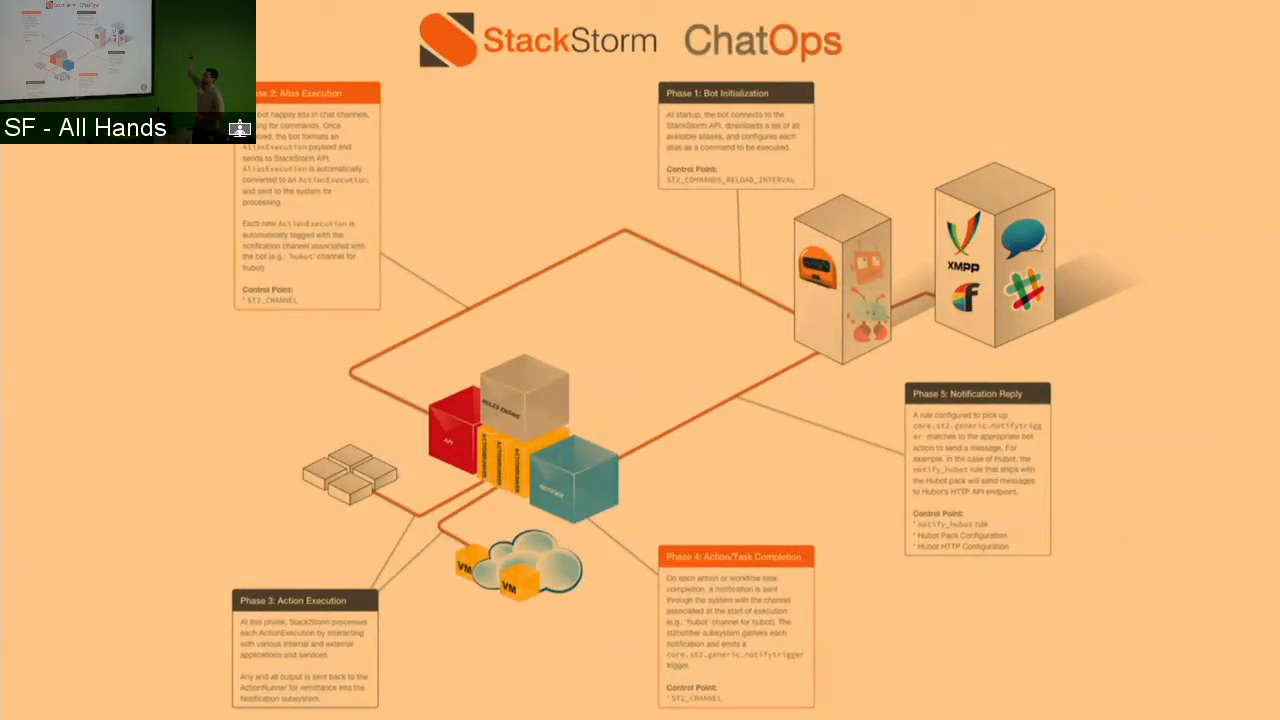 StackStorm ChatOps
SF - All Hands
Phase 1: Bot Initialization
At startup, the bot connects to the
StackStorm API, downloads a list of all
available aliases, and configures each
alias as a command to be executed.
Control Point:
ST2_COMMANDS_RELOAD_INTERVAL
2: Alias Execution
bot happily sits in chat channels,
for commands. Once
the bot formats an
AliasExecution payload and
sends to StackStorm API.
AliasExecution is automatically
converted to an ActionExecution,
and sent to the system for
processing.
Each new ActionExecution is
automatically tagged with the
notification channel associated with
the bot (e.g.: 'hubot' channel for
hubot)
Control Point:
* ST2_CHANNEL
XMPP
RULES ENGINE
API
ACTIONRUNNER
ACTIONRUNNER
ACTIONRUNNER
NOTIFIER
VM
VM
Phase 3: Action Execution
At this phase, StackStorm processes
each ActionExecution by interacting
with various internal and external
applications and services.
Any and all output is sent back to the
ActionRunner for remittance into the
Notification subsystem.
Phase 4: Action/Task Completion
On each action or workflow task
completion, a notification is sent
through the system with the channel
associated at the start of execution
(e.g.: 'hubot' channel for hubot). The
st2notifier subsystem gathers each
notification and emits a
core.st2.generic.notifytrigger
trigger.
Control Point:
* ST2_CHANNEL
Phase 5: Notification Reply
A rule configured to pick up
core.st2.generic.notifytrigg
er matches to the appropriate bot
action to send a message. For
example, in the case of Hubot, the
notify_hubot rule that ships with
the Hubot pack will send messages
to Hubot's HTTP API endpoint.
Control Point:
* notify_hubot rule
* Hubot Pack Configuration
* Hubot HTTP Configuration